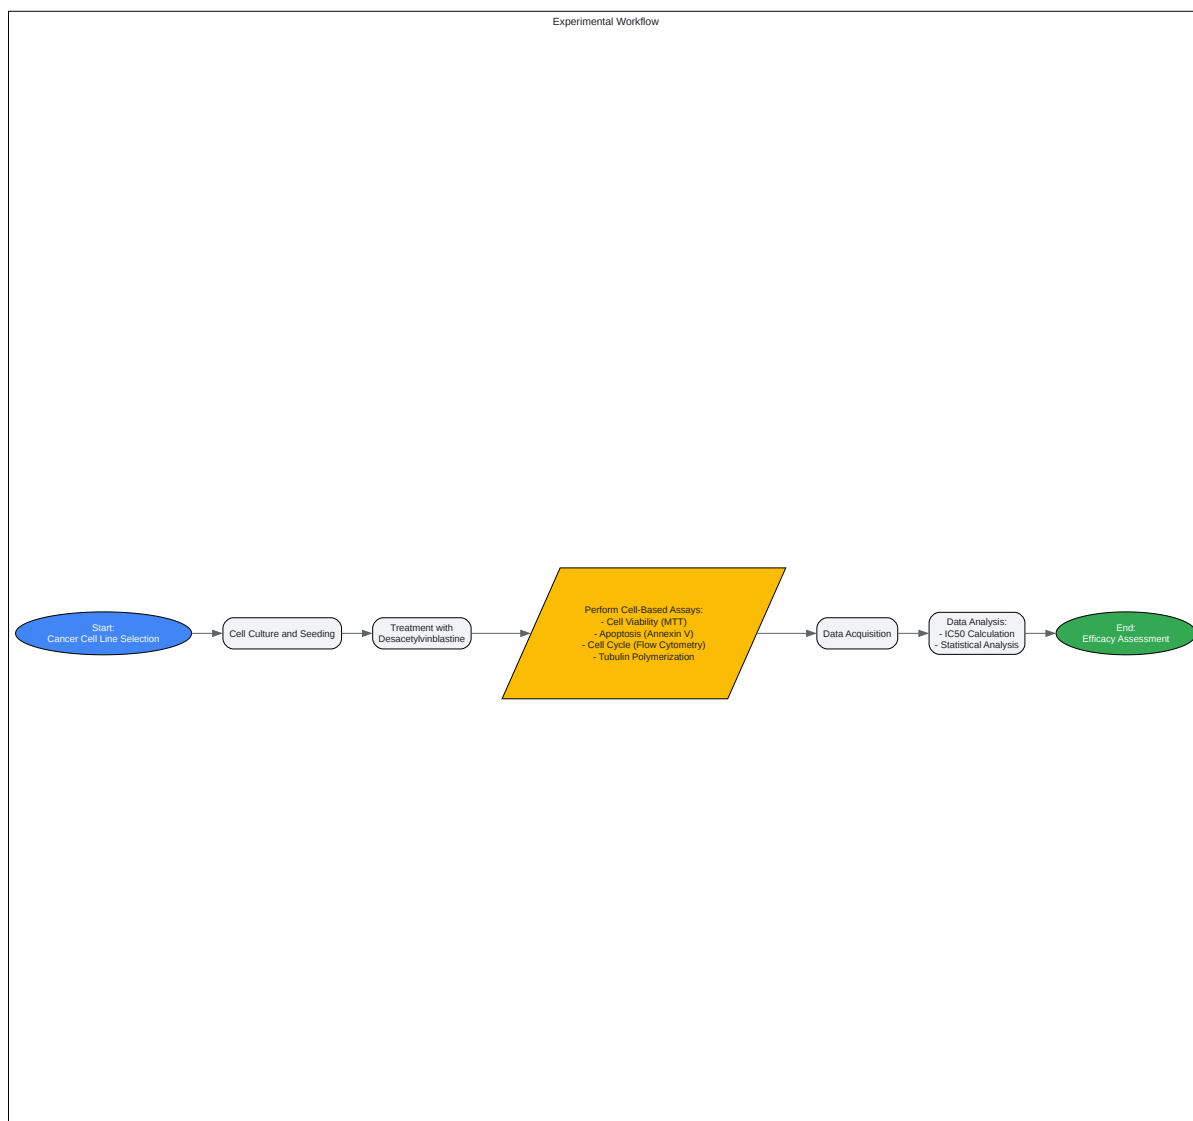 Experimental Workflow
Start:
Cancer Cell Line Selection
Cell Culture and Seeding
Treatment with
Desacetylvinblastine
Perform Cell-Based Assays:
- Cell Viability (MTT)
- Apoptosis (Annexin V)
- Cell Cycle (Flow Cytometry)
- Tubulin Polymerization
Data Acquisition
Data Analysis:
- IC50 Calculation
- Statistical Analysis
End:
Efficacy Assessment